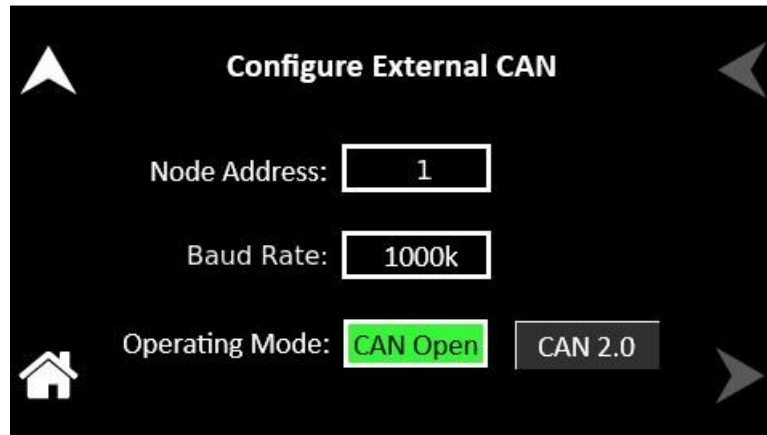 Configure External CAN
Node Address: 1
Baud Rate: 1000k
Operating Mode: CAN Open CAN 2.0